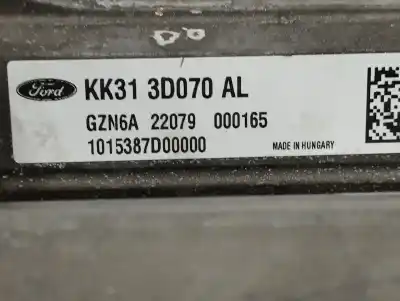 Ford KK31 3D070 AL
GZN6A 22079 000165
1015387D00000 MADE IN HUNGARY